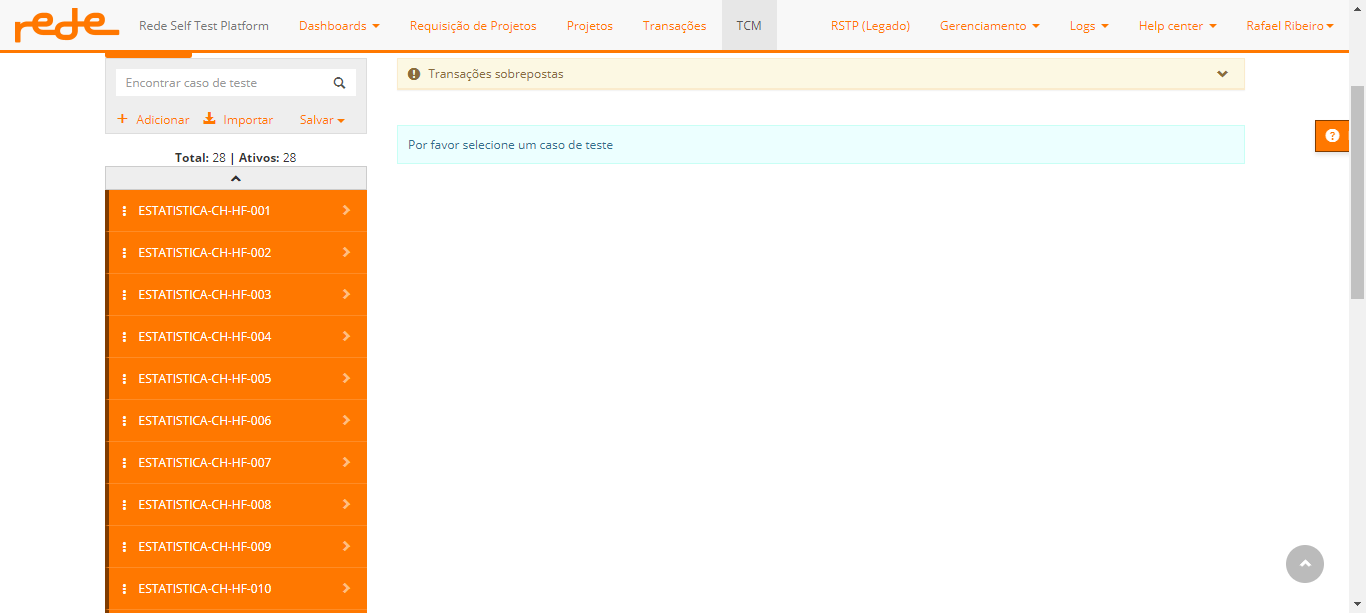 rede Rede Self Test Platform Dashboards Requisição de Projetos Projetos Transações TCM RSTP (Legado) Gerenciamento Logs Help center Rafael Ribeiro
Encontrar caso de teste
Adicionar Importar Salvar
Total: 28 | Ativos: 28
ESTATISTICA-CH-HF-001
ESTATISTICA-CH-HF-002
ESTATISTICA-CH-HF-003
ESTATISTICA-CH-HF-004
ESTATISTICA-CH-HF-005
ESTATISTICA-CH-HF-006
ESTATISTICA-CH-HF-007
ESTATISTICA-CH-HF-008
ESTATISTICA-CH-HF-009
ESTATISTICA-CH-HF-010
Transações sobrepostas
Por favor selecione um caso de teste